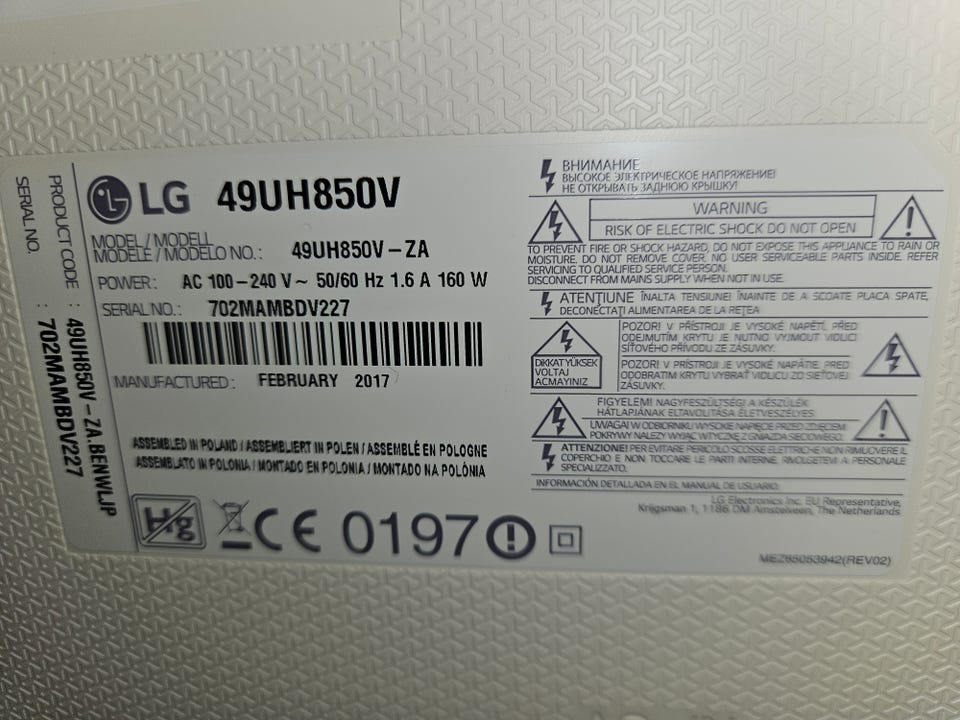 LG 49UH850V
MODEL / MODELL
MODÈLE / MODELO NO. : 49UH850V-ZA
POWER : AC 100-240 V~ 50/60 Hz 1.6 A 160 W
SERIAL NO. : 702MAMBDV227
MANUFACTURED : FEBRUARY 2017
ASSEMBLED IN POLAND / ASSEMBLIERT IN POLEN / ASSEMBLÉ EN POLOGNE
ASSEMBLATO IN POLONIA / MONTADO EN POLONIA / MONTADO NA POLÓNIA
Hg CE 0197
PRODUCT CODE : 49UH850V-ZA.BEWLJP
SERIAL NO. : 702MAMBDV227
ВНИМАНИЕ
ВЫСОКОЕ ЭЛЕКТРИЧЕСКОЕ НАПРЯЖЕНИЕ!
НЕ ОТКРЫВАТЬ ЗАДНЮЮ КРЫШКУ!
WARNING
RISK OF ELECTRIC SHOCK DO NOT OPEN
TO PREVENT FIRE OR SHOCK HAZARD, DO NOT EXPOSE THIS APPLIANCE TO RAIN OR
MOISTURE. DO NOT REMOVE COVER. NO USER SERVICEABLE PARTS INSIDE. REFER
SERVICING TO QUALIFIED SERVICE PERSON.
DISCONNECT FROM MAINS SUPPLY WHEN NOT IN USE.
ATENŢIUNE ÎNALTA TENSIUNE! ÎNAINTE DE A SCOATE PLACA SPATE,
DECONECTAŢI ALIMENTAREA DE LA REŢEA
DIKKAT YÜKSEK
VOLTAJ
AÇMAYINIZ
POZOR! V PŘÍSTROJI JE VYSOKÉ NAPĚTÍ, PŘED
ODEJMUTÍM KRYTU JE NUTNO VYJMOUT VIDLICI
SÍŤOVÉHO PŘÍVODU ZE ZÁSUVKY.
POZOR! V PRÍSTROJI JE VYSOKÉ NAPÄTIE, PRED
ODOBRATIM KRYTU VYBRAŤ VIDLICU ZO SIEŤOVEJ
ZÁSUVKY.
FIGYELEM! NAGYFESZÜLTSÉG! A KÉSZÜLÉK
HÁTLAPJÁNAK ELTÁVOLÍTÁSA ÉLETVESZÉLYES
UWAGA! W ODBIORNIKU WYSOKIE NAPIĘCIE. PRZED ZDJĘCIEM
POKRYWY NALEŻY WYJĄĆ WTYCZKĘ Z GNIAZDA SIECIOWEGO.
ATTENZIONE! PER EVITARE PERICOLO SCOSSE ELETTRICHE NON RIMUOVERE IL
COPERCHIO E NON TOCCARE LE PARTI INTERNE. RIVOLGETEVI A PERSONALE
SPECIALIZZATO.
INFORMACIÓN DETALLADA EN EL MANUAL DE USUARIO.
LG Electronics Inc. EU Representative,
Krijgsman 1, 1186 DM Amstelveen, The Netherlands
MEZ65053942(REV02)